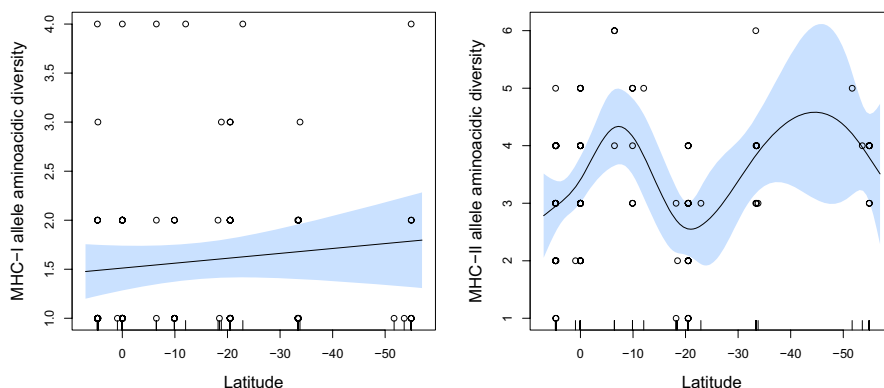 MHC−I allele aminoacidic diversity
4.0
3.5
3.0
2.5
2.0
1.5
1.0
0 −10 −20 −30 −40 −50
Latitude
MHC−II allele aminoacidic diversity
6
5
4
3
2
1
0 −10 −20 −30 −40 −50
Latitude